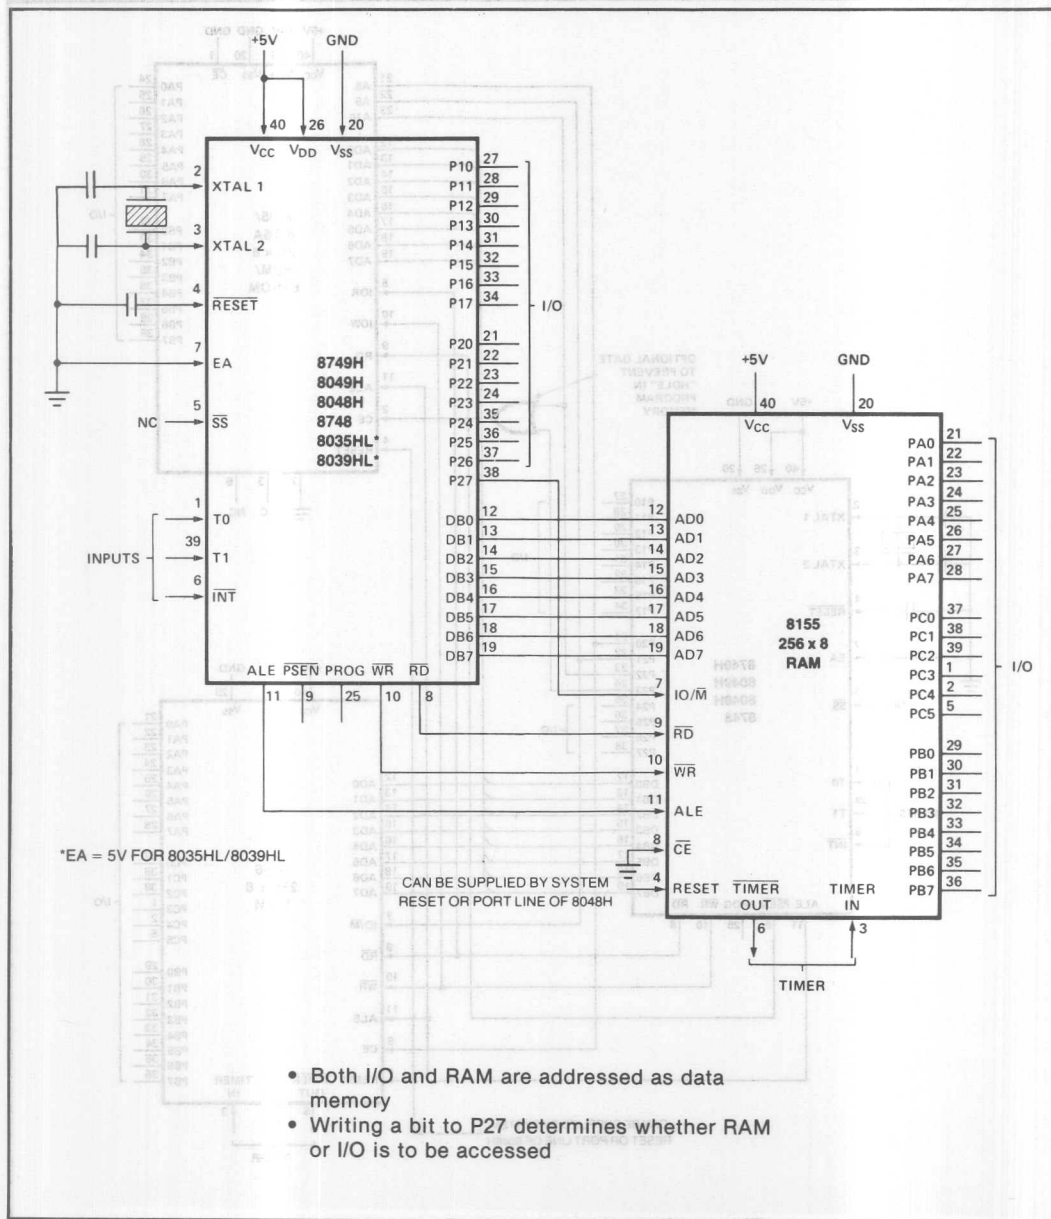 +5V GND
40 26 20
VCC VDD VSS
2 XTAL 1
3 XTAL 2
4 RESET
7 EA
5 NC SS
1 T0
INPUTS 39 T1
6 INT
8749H
8049H
8048H
8748
8035HL*
8039HL*
P10 27
P11 28
P12 29
P13 30
P14 31
P15 32
P16 33
P17 34
I/O
P20 21
P21 22
P22 23
P23 24
P24 35
P25 36
P26 37
P27 38
DB0 12
DB1 13
DB2 14
DB3 15
DB4 16
DB5 17
DB6 18
DB7 19
ALE PSEN PROG WR RD
11 9 25 10 8
+5V GND
40 20
VCC VSS
12 AD0
13 AD1
14 AD2
15 AD3
16 AD4
17 AD5
18 AD6
19 AD7
7 IO/M
9 RD
10 WR
11 ALE
8 CE
4 RESET
8155
256 x 8
RAM
PA0 21
PA1 22
PA2 23
PA3 24
PA4 25
PA5 26
PA6 27
PA7 28
PC0 37
PC1 38
PC2 39
PC3 1
PC4 2
PC5 5
I/O
PB0 29
PB1 30
PB2 31
PB3 32
PB4 33
PB5 34
PB6 35
PB7 36
TIMER TIMER
OUT IN
6 3
TIMER
*EA = 5V FOR 8035HL/8039HL
CAN BE SUPPLIED BY SYSTEM
RESET OR PORT LINE OF 8048H
• Both I/O and RAM are addressed as data
memory
• Writing a bit to P27 determines whether RAM
or I/O is to be accessed